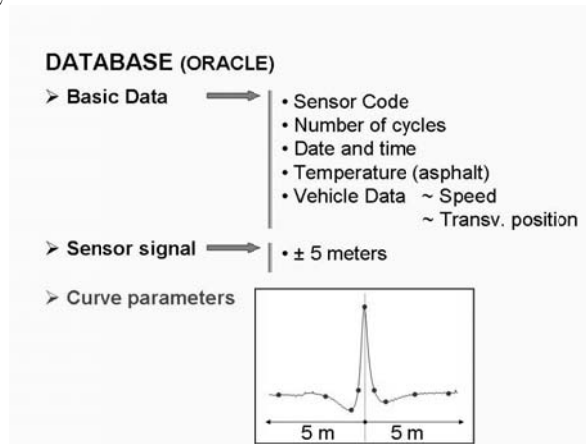 DATABASE (ORACLE)
➢ Basic Data
• Sensor Code
• Number of cycles
• Date and time
• Temperature (asphalt)
• Vehicle Data ~ Speed
~ Transv. position
➢ Sensor signal
• ± 5 meters
➢ Curve parameters
5 m 5 m